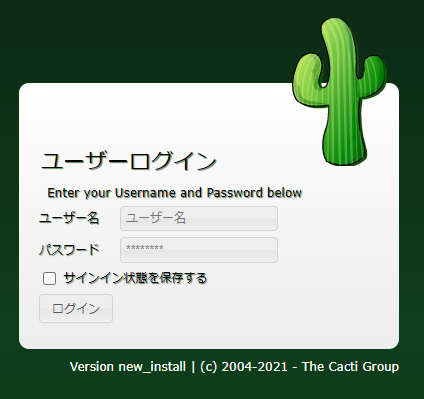 ユーザーログイン
Enter your Username and Password below
ユーザー名 ユーザー名
パスワード ********
サインイン状態を保存する
ログイン
Version new_install | (c) 2004-2021 - The Cacti Group